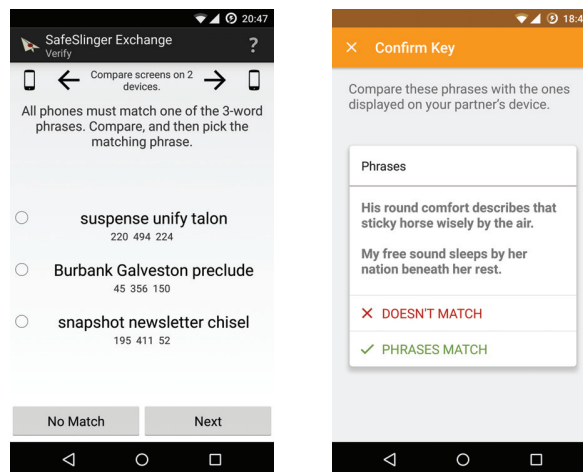 20:47
SafeSlinger Exchange
Verify
?
Compare screens on 2
devices.
All phones must match one of the 3-word
phrases. Compare, and then pick the
matching phrase.
suspense unify talon
220 494 224
Burbank Galveston preclude
45 356 150
snapshot newsletter chisel
195 411 52
No Match
Next
18:4
Confirm Key
Compare these phrases with the ones
displayed on your partner's device.
Phrases
His round comfort describes that
sticky horse wisely by the air.
My free sound sleeps by her
nation beneath her rest.
DOESN'T MATCH
PHRASES MATCH